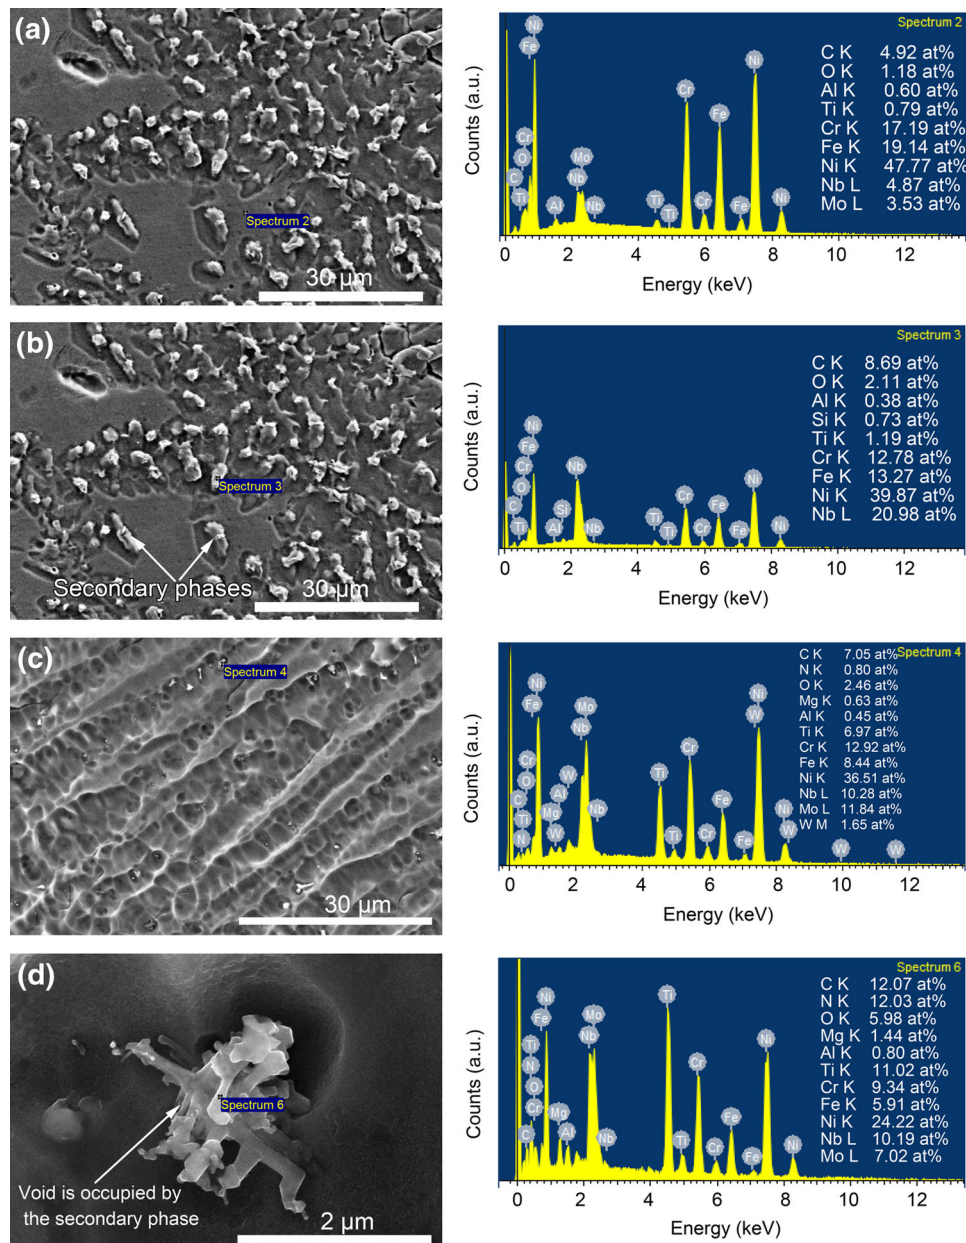 (a)
Spectrum 2
30 µm
Counts (a.u.)
Spectrum 2
C K 4.92 at%
O K 1.18 at%
Al K 0.60 at%
Ti K 0.79 at%
Cr K 17.19 at%
Fe K 19.14 at%
Ni K 47.77 at%
Nb L 4.87 at%
Mo L 3.53 at%
Ni
Fe
Cr
O
C
Ti
Al
Mo
Nb
Nb
Ti
Ti
Cr
Cr
Fe
Fe
Ni
Ni
0 2 4 6 8 10 12
Energy (keV)
(b)
Spectrum 3
Secondary phases
30 µm
Counts (a.u.)
Spectrum 3
C K 8.69 at%
O K 2.11 at%
Al K 0.38 at%
Si K 0.73 at%
Ti K 1.19 at%
Cr K 12.78 at%
Fe K 13.27 at%
Ni K 39.87 at%
Nb L 20.98 at%
Ni
Fe
Cr
O
C
Ti
Al
Si
Nb
Nb
Ti
Ti
Cr
Cr
Fe
Fe
Ni
Ni
0 2 4 6 8 10 12
Energy (keV)
(c)
Spectrum 4
30 µm
Counts (a.u.)
Spectrum 4
C K 7.05 at%
N K 0.80 at%
O K 2.46 at%
Mg K 0.63 at%
Al K 0.45 at%
Ti K 6.97 at%
Cr K 12.92 at%
Fe K 8.44 at%
Ni K 36.51 at%
Nb L 10.28 at%
Mo L 11.84 at%
W M 1.65 at%
Ni
Fe
Cr
O
C
Ti
N
Mg
W
Al
W
Mo
Nb
Nb
Ti
Ti
Cr
Cr
Fe
Fe
Ni
W
Ni
W
W
W
0 2 4 6 8 10 12
Energy (keV)
(d)
Spectrum 6
Void is occupied by
the secondary phase
2 µm
Counts (a.u.)
Spectrum 6
C K 12.07 at%
N K 12.03 at%
O K 5.98 at%
Mg K 1.44 at%
Al K 0.80 at%
Ti K 11.02 at%
Cr K 9.34 at%
Fe K 5.91 at%
Ni K 24.22 at%
Nb L 10.19 at%
Mo L 7.02 at%
Ni
Fe
Ti
N
O
Cr
C
Mg
Al
Mo
Nb
Nb
Ti
Ti
Cr
Cr
Fe
Fe
Ni
Ni
0 2 4 6 8 10 12
Energy (keV)